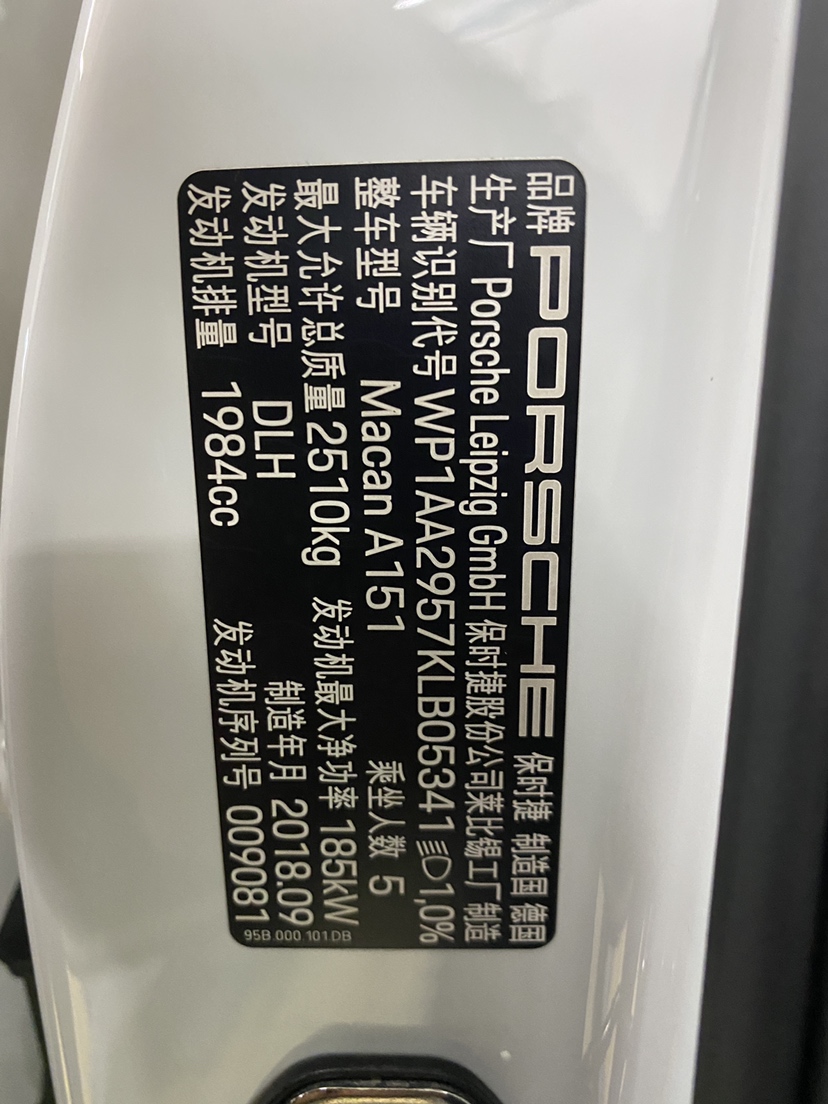 品牌 PORSCHE 保时捷 制造国 德国
生产厂 Porsche Leipzig GmbH 保时捷股份公司莱比锡工厂制造
车辆识别代号 WP1AA2957KLB05341 1,0%
整车型号 Macan A151 乘坐人数 5
最大允许总质量 2510kg 发动机最大净功率 185kW
发动机型号 DLH 制造年月 2018.09
发动机排量 1984cc 发动机序列号 009081
95B.000.101.DB